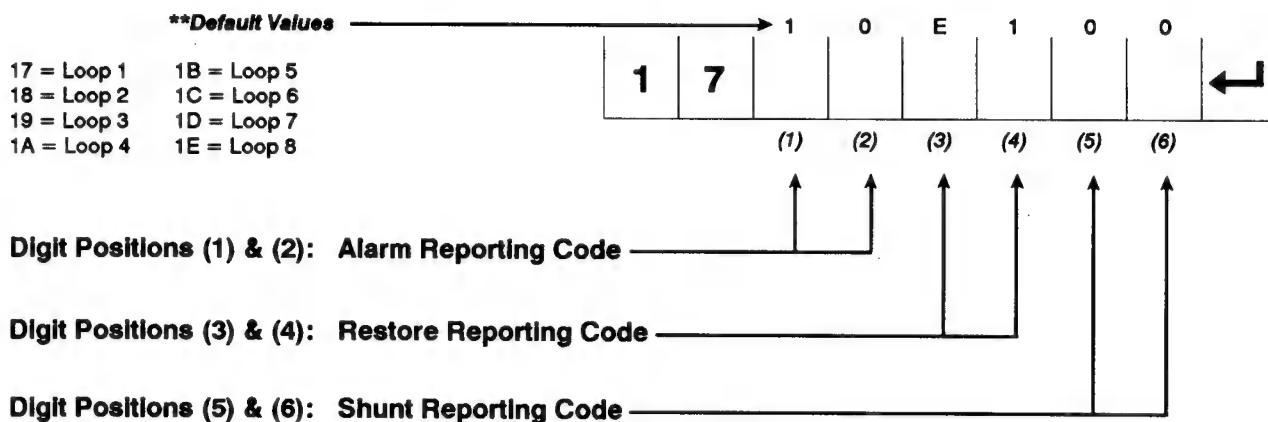 **Default Values 1 0 E 1 0 0
17 = Loop 1 1B = Loop 5
18 = Loop 2 1C = Loop 6
19 = Loop 3 1D = Loop 7
1A = Loop 4 1E = Loop 8
1 7
(1) (2) (3) (4) (5) (6)
Digit Positions (1) & (2): Alarm Reporting Code
Digit Positions (3) & (4): Restore Reporting Code
Digit Positions (5) & (6): Shunt Reporting Code